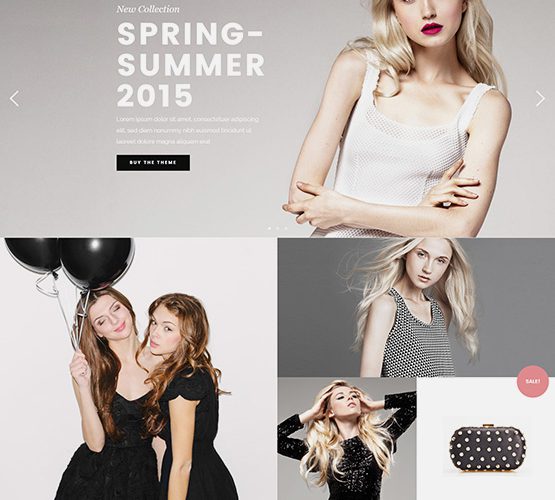 New Collection
SPRING-
SUMMER
2015
Lorem ipsum dolor sit amet, consectetuer adipiscing
elit, sed diem nonummy nibh euismod tincidunt ut
laoreet dolore magna aliquam erat
BUY THE THEME
SALE!